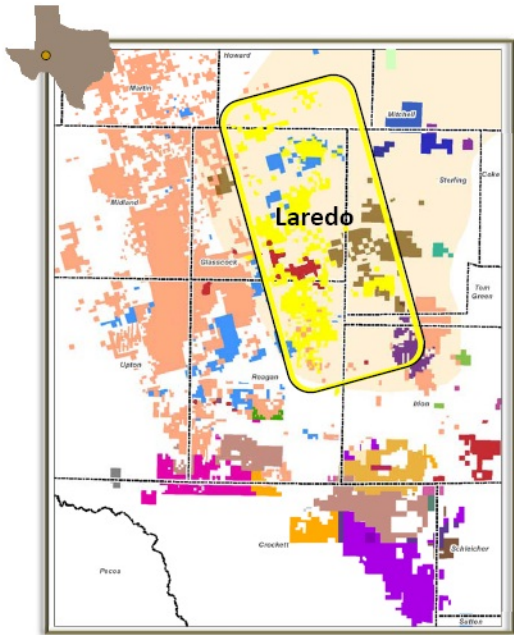 Howard
Martin
Mitchell
Sterling
Coke
Midland
Laredo
Glasscock
Tom
Green
Upton
Reagan
Irion
Crockett
Schleicher
Pecos
Sutton